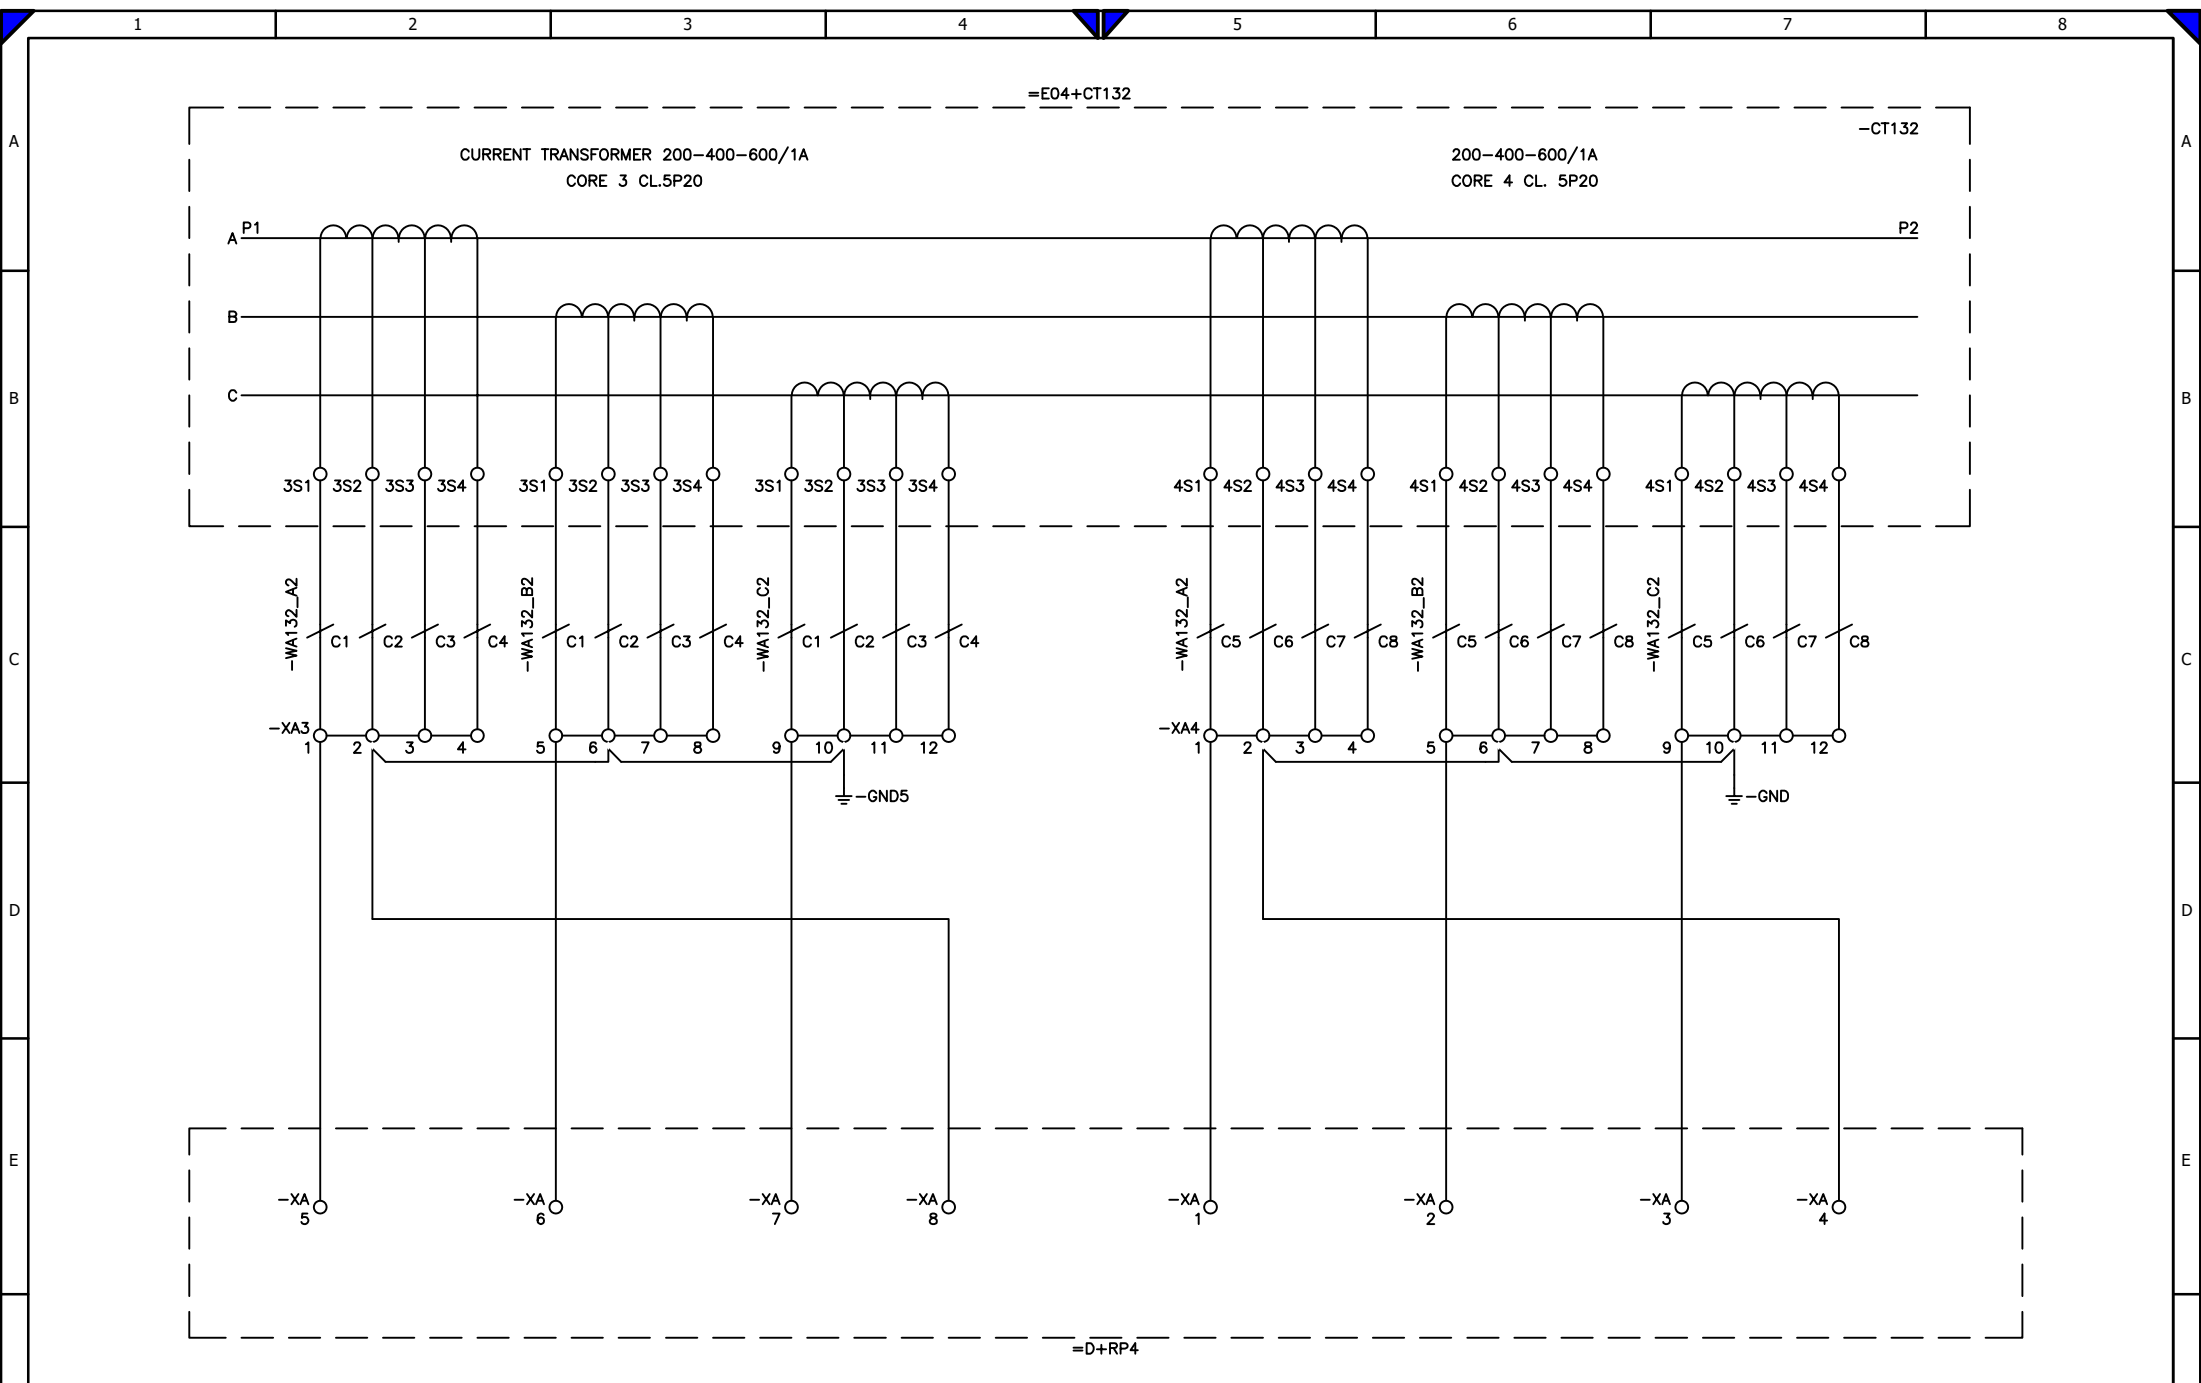 1 2 3 4 5 6 7 8
=E04+CT132
-CT132
A A
CURRENT TRANSFORMER 200-400-600/1A 200-400-600/1A
CORE 3 CL.5P20 CORE 4 CL. 5P20
P1 P2
A
B
C
B B
3S1 3S2 3S3 3S4 3S1 3S2 3S3 3S4 3S1 3S2 3S3 3S4 4S1 4S2 4S3 4S4 4S1 4S2 4S3 4S4 4S1 4S2 4S3 4S4
-WA132_A2 -WA132_B2 -WA132_C2 -WA132_A2 -WA132_B2 -WA132_C2
C1 C2 C3 C4 C1 C2 C3 C4 C1 C2 C3 C4 C5 C6 C7 C8 C5 C6 C7 C8 C5 C6 C7 C8
C C
-XA3 -XA4
1 2 3 4 5 6 7 8 9 10 11 12 1 2 3 4 5 6 7 8 9 10 11 12
-GND5 -GND
D D
E E
-XA -XA -XA -XA -XA -XA -XA -XA
5 6 7 8 1 2 3 4
=D+RP4